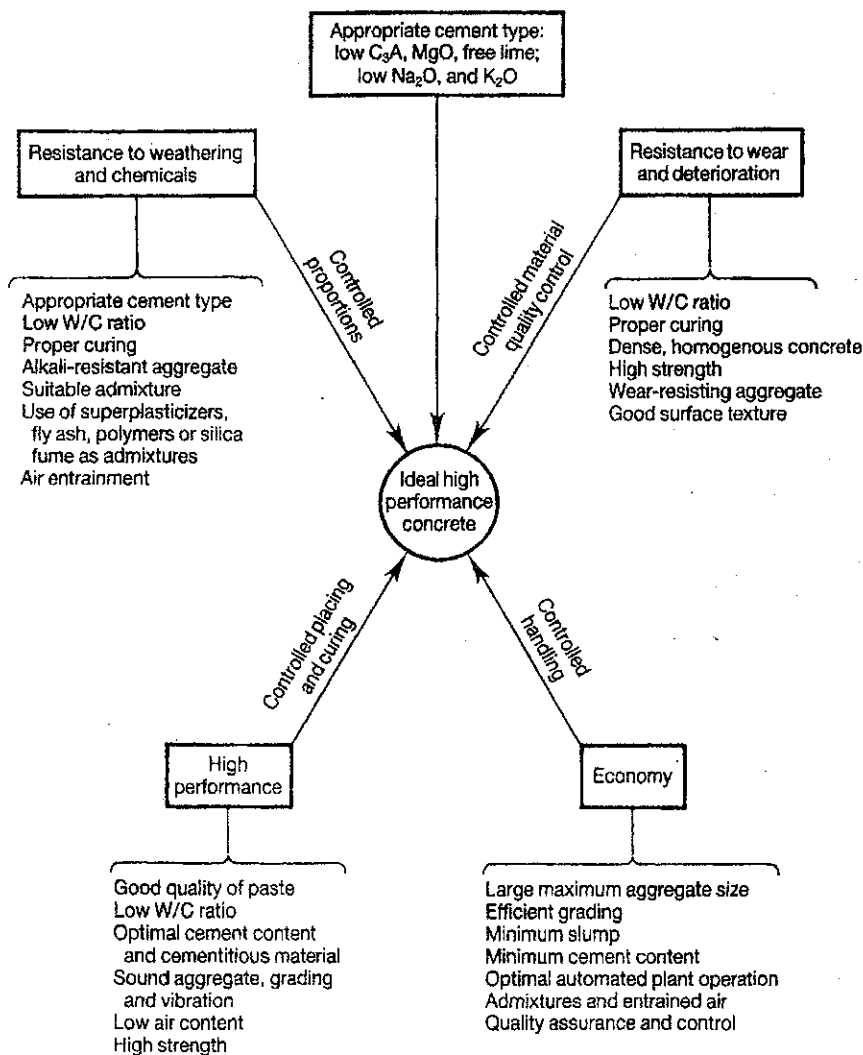 Appropriate cement type:
low C₃A, MgO, free lime;
low Na₂O, and K₂O
Resistance to weathering
and chemicals
Resistance to wear
and deterioration
Controlled
proportions
Controlled material
quality control
Appropriate cement type
Low W/C ratio
Proper curing
Alkali-resistant aggregate
Suitable admixture
Use of superplasticizers,
fly ash, polymers or silica
fume as admixtures
Air entrainment
Low W/C ratio
Proper curing
Dense, homogenous concrete
High strength
Wear-resisting aggregate
Good surface texture
Ideal high
performance
concrete
Controlled placing
and curing
Controlled
handling
High
performance
Economy
Good quality of paste
Low W/C ratio
Optimal cement content
and cementitious material
Sound aggregate, grading
and vibration
Low air content
High strength
Large maximum aggregate size
Efficient grading
Minimum slump
Minimum cement content
Optimal automated plant operation
Admixtures and entrained air
Quality assurance and control